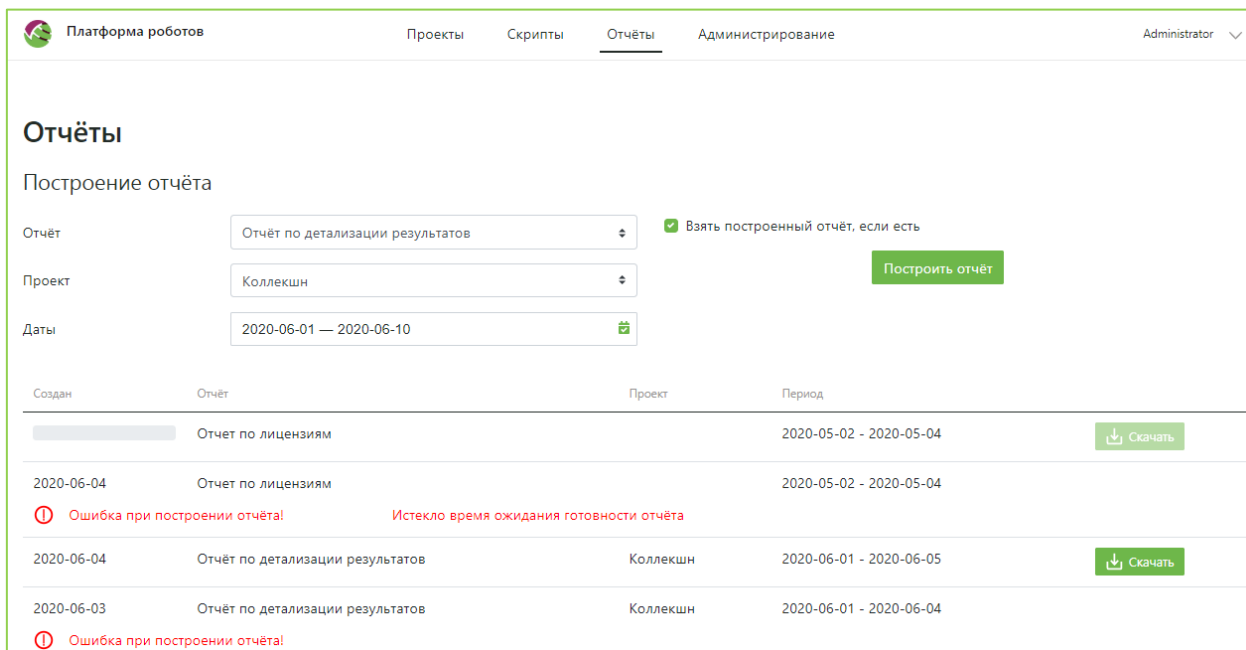 Платформа роботов Проекты Скрипты Отчёты Администрирование Administrator
Отчёты
Построение отчёта
Отчёт Отчёт по детализации результатов Взять построенный отчёт, если есть
Построить отчёт
Проект Коллекшн
Даты 2020-06-01 — 2020-06-10
Создан Отчёт Проект Период
Отчет по лицензиям 2020-05-02 - 2020-05-04 Скачать
2020-06-04 Отчет по лицензиям 2020-05-02 - 2020-05-04
Ошибка при построении отчёта! Истекло время ожидания готовности отчёта
2020-06-04 Отчёт по детализации результатов Коллекшн 2020-06-01 - 2020-06-05 Скачать
2020-06-03 Отчёт по детализации результатов Коллекшн 2020-06-01 - 2020-06-04
Ошибка при построении отчёта!